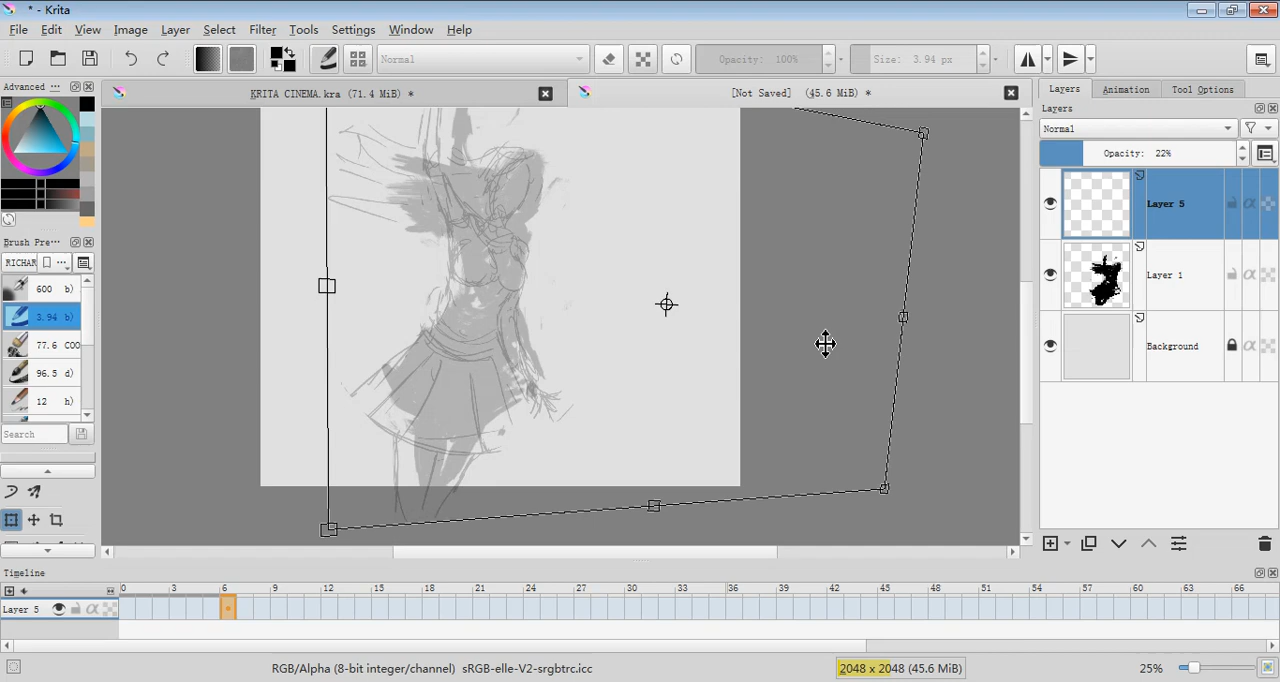 * - Krita
File Edit View Image Layer Select Filter Tools Settings Window Help
Normal Opacity: 100% Size: 3.94 px
Advanced ...
KRITA CINEMA.kra (71.4 MiB) *
[Not Saved] (45.6 MiB) *
Layers Animation Tool Options
Layers
Normal
Opacity: 22%
Layer 5
Layer 1
Background
Brush Pre...
RICHAR ...
600 b)
3.94 b)
77.6 COO
96.5 d)
12 h)
Search
Timeline
0 3 6 9 12 15 18 21 24 27 30 33 36 39 42 45 48 51 54 57 60 63 66
Layer 5
RGB/Alpha (8-bit integer/channel) sRGB-elle-V2-srgbtrc.icc
2048 x 2048 (45.6 MiB)
25%